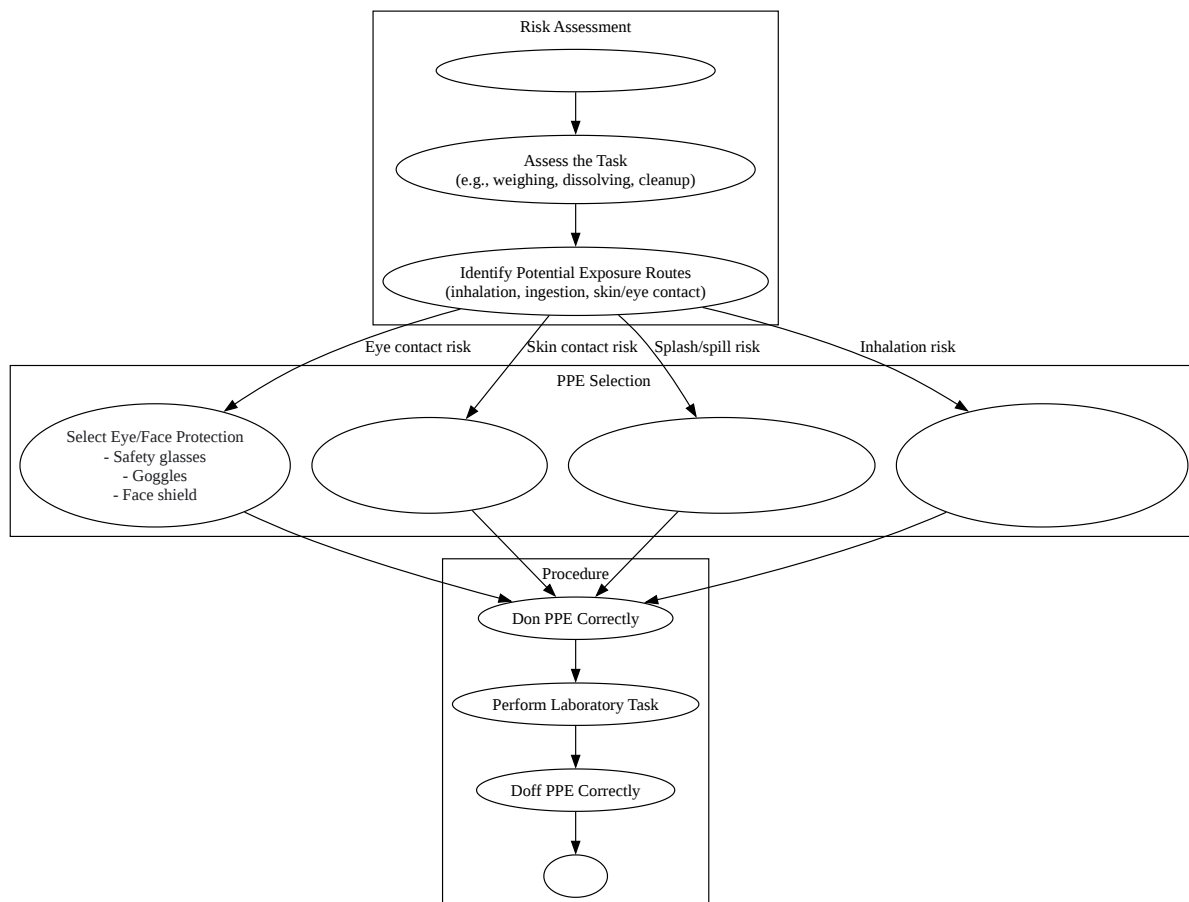 Risk Assessment
Assess the Task
(e.g., weighing, dissolving, cleanup)
Identify Potential Exposure Routes
(inhalation, ingestion, skin/eye contact)
Eye contact risk
Skin contact risk
Splash/spill risk
Inhalation risk
PPE Selection
Select Eye/Face Protection
- Safety glasses
- Goggles
- Face shield
Procedure
Don PPE Correctly
Perform Laboratory Task
Doff PPE Correctly